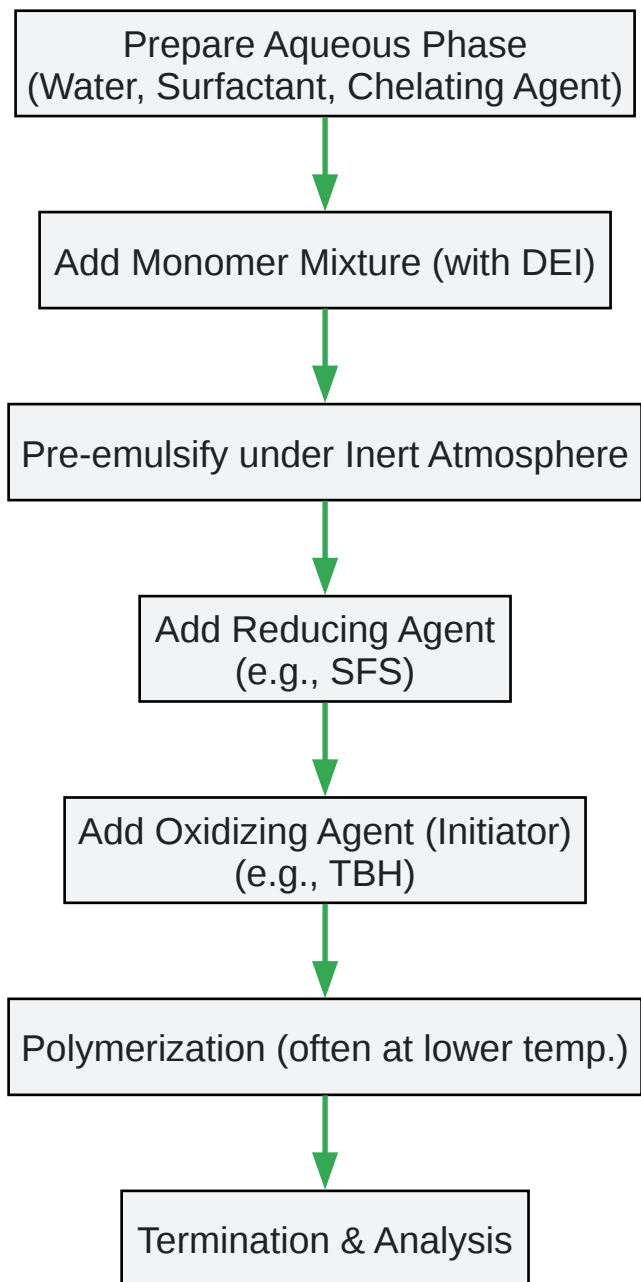 Prepare Aqueous Phase
(Water, Surfactant, Chelating Agent)
Add Monomer Mixture (with DEI)
Pre-emulsify under Inert Atmosphere
Add Reducing Agent
(e.g., SFS)
Add Oxidizing Agent (Initiator)
(e.g., TBH)
Polymerization (often at lower temp.)
Termination & Analysis